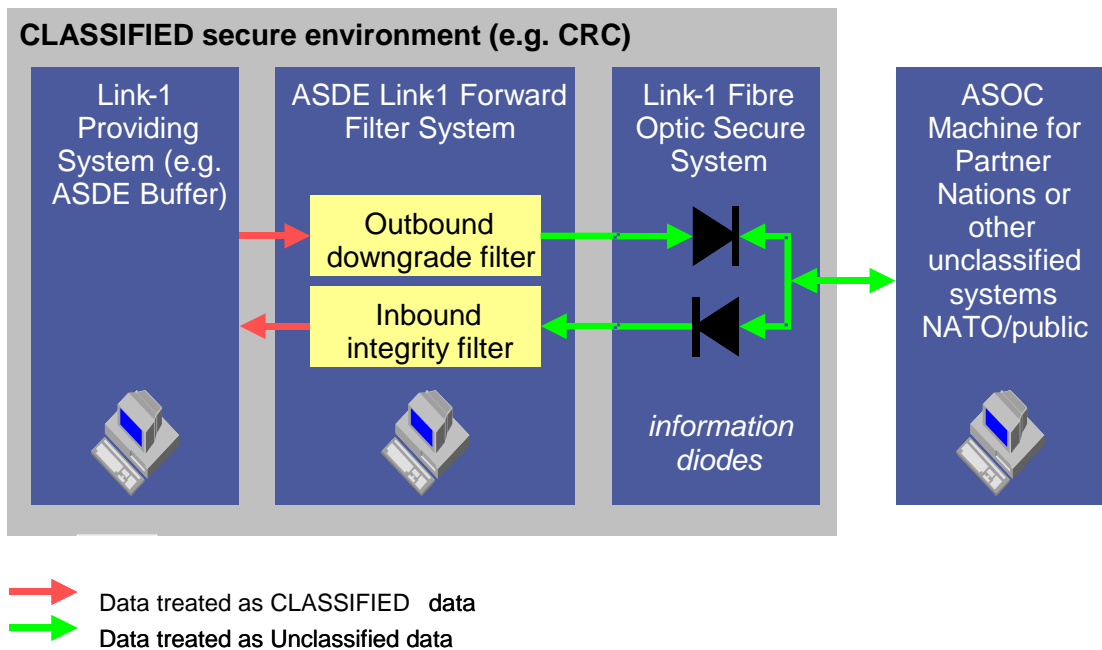 CLASSIFIED secure environment (e.g. CRC)
Link-1
Providing
System (e.g.
ASDE Buffer)
ASDE Link-1 Forward
Filter System
Outbound
downgrade filter
Inbound
integrity filter
Link-1 Fibre
Optic Secure
System
information
diodes
ASOC
Machine for
Partner
Nations or
other
unclassified
systems
NATO/public
Data treated as CLASSIFIED data
Data treated as Unclassified data